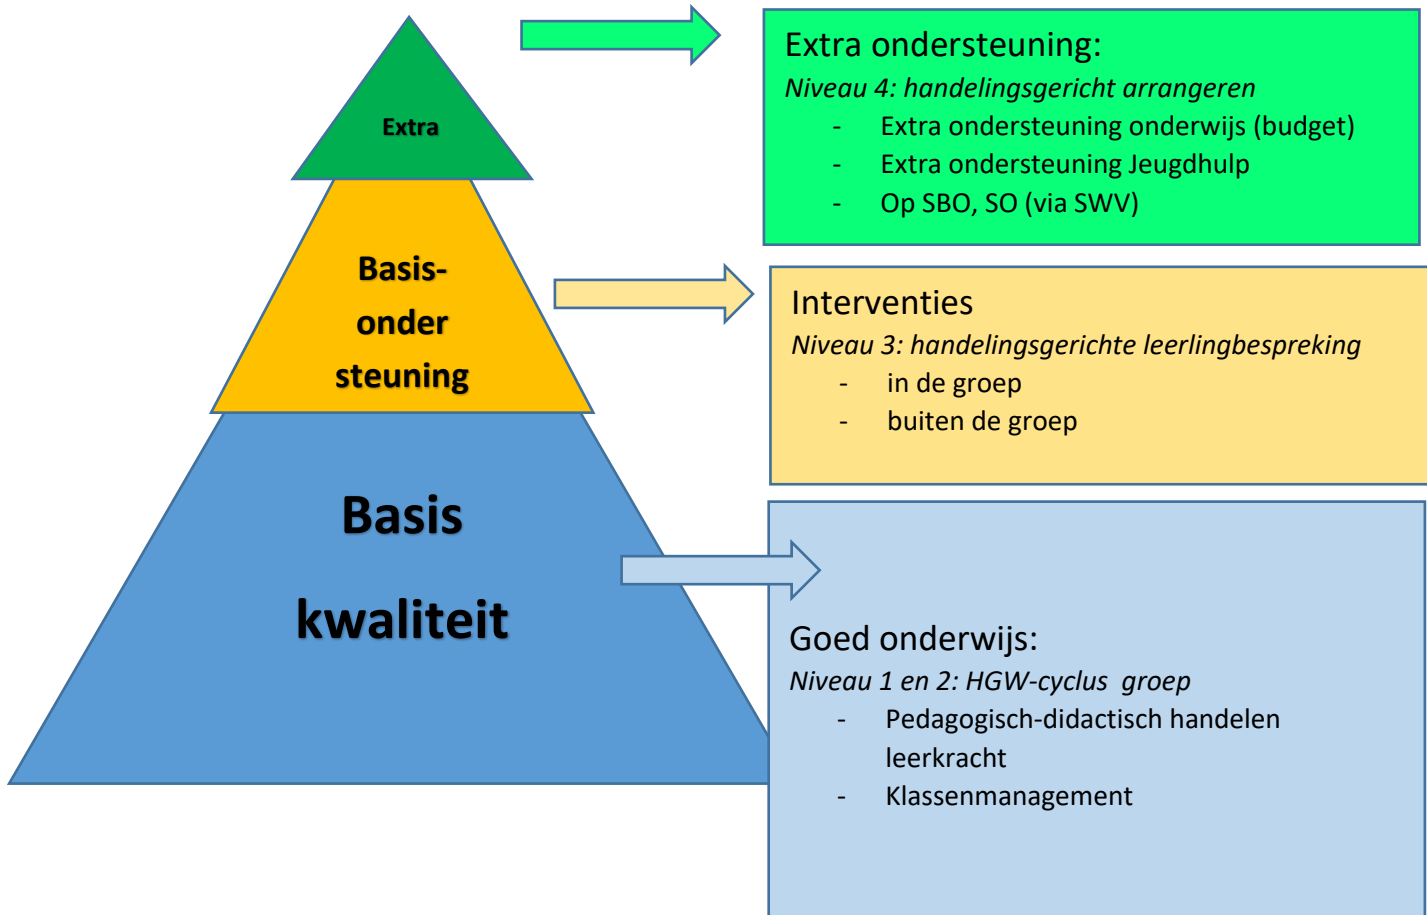 Extra
Basis-
onder
steuning
Basis
kwaliteit
Extra ondersteuning:
Niveau 4: handelingsgericht arrangeren
- Extra ondersteuning onderwijs (budget)
- Extra ondersteuning Jeugdhulp
- Op SBO, SO (via SWV)
Interventies
Niveau 3: handelingsgerichte leerlingbespreking
- in de groep
- buiten de groep
Goed onderwijs:
Niveau 1 en 2: HGW-cyclus groep
- Pedagogisch-didactisch handelen
leerkracht
- Klassenmanagement